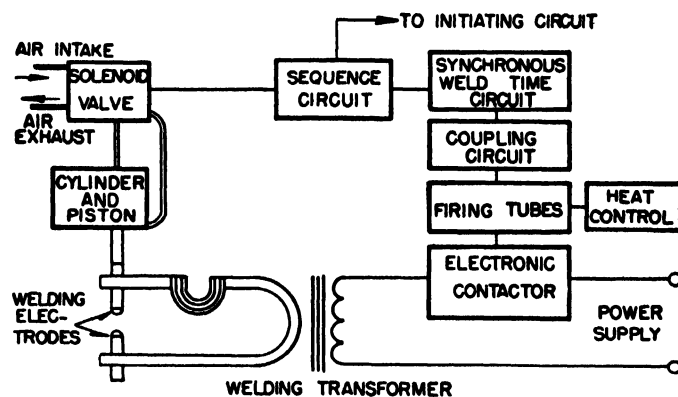 TO INITIATING CIRCUIT
AIR INTAKE
SOLENOID
VALVE
AIR
EXHAUST
SEQUENCE
CIRCUIT
SYNCHRONOUS
WELD TIME
CIRCUIT
COUPLING
CIRCUIT
CYLINDER
AND
PISTON
FIRING TUBES
HEAT
CONTROL
ELECTRONIC
CONTACTOR
WELDING
ELEC-
TRODES
POWER
SUPPLY
WELDING TRANSFORMER